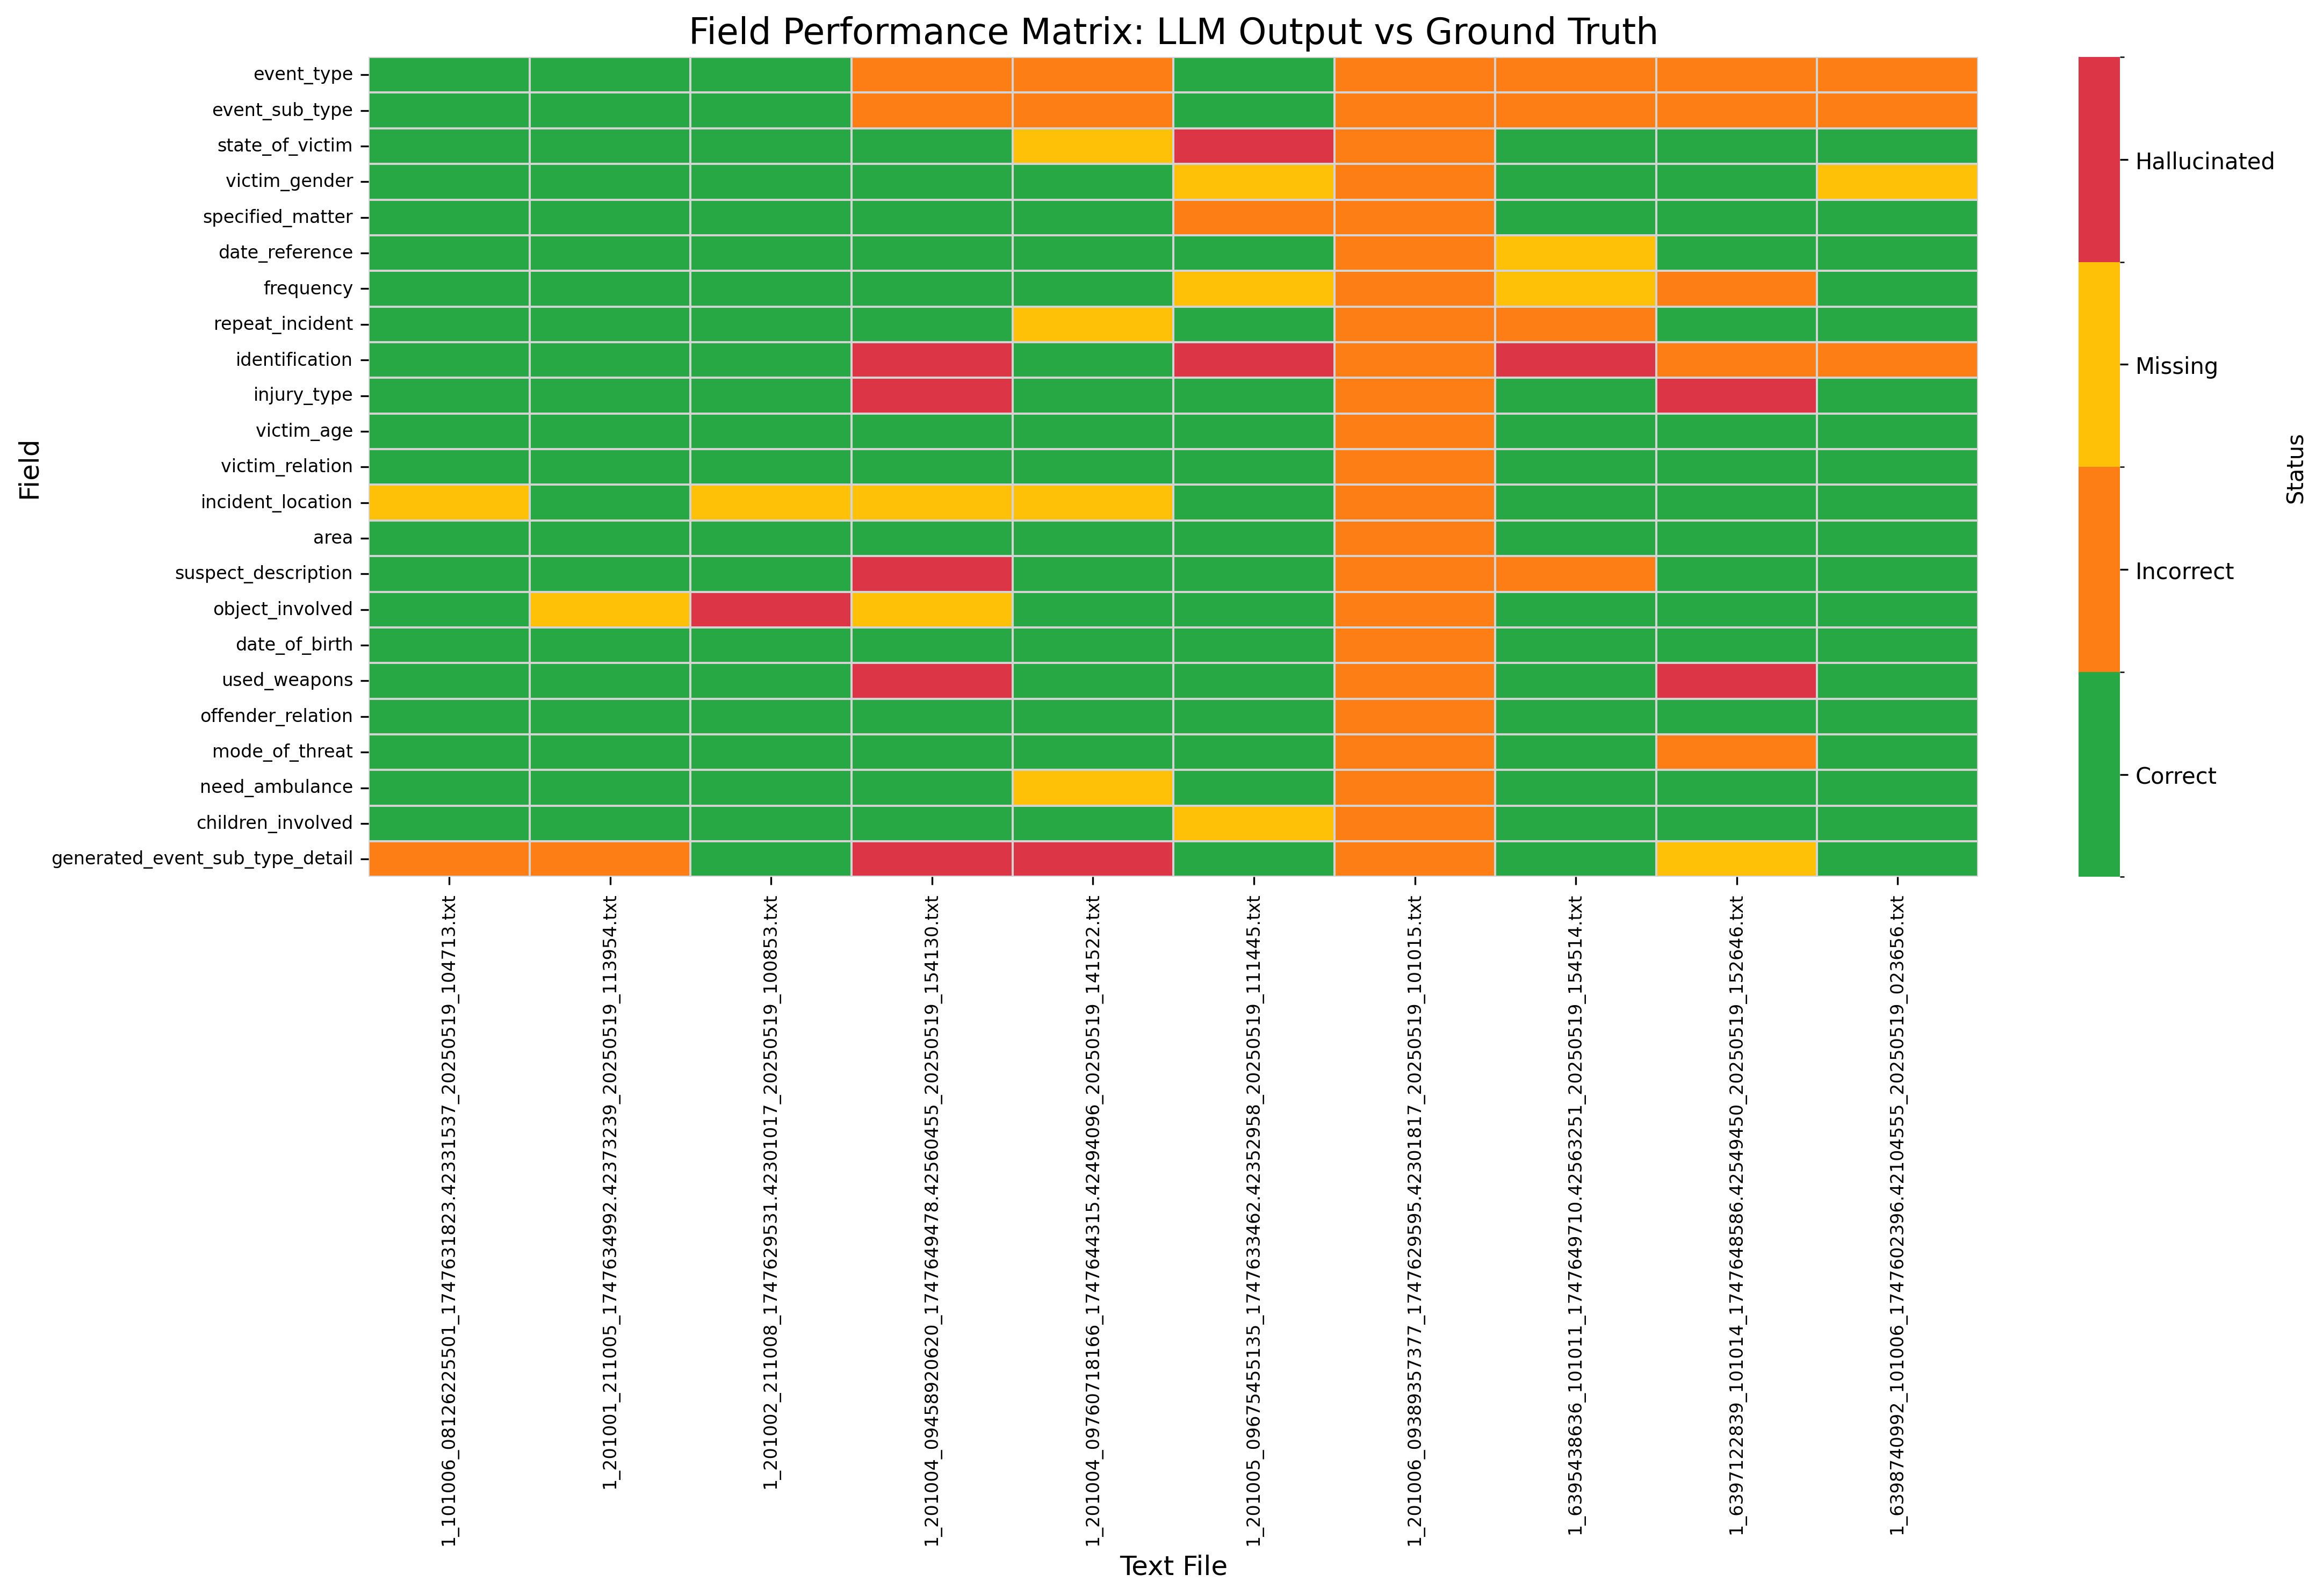 Field Performance Matrix: LLM Output vs Ground Truth
event_type
event_sub_type
state_of_victim
victim_gender
specified_matter
date_reference
frequency
repeat_incident
identification
injury_type
victim_age
victim_relation
incident_location
area
suspect_description
object_involved
date_of_birth
used_weapons
offender_relation
mode_of_threat
need_ambulance
children_involved
generated_event_sub_type_detail
Field
Hallucinated
Missing
Incorrect
Correct
Status
1_101006_08126225501_1747631823.42331537_20250519_104713.txt
1_201001_211005_1747634992.42373239_20250519_113954.txt
1_201002_211008_1747629531.42301017_20250519_100853.txt
1_201004_09458920620_1747649478.42560455_20250519_154130.txt
1_201004_09760718166_1747644315.42494096_20250519_141522.txt
1_201005_09675455135_1747633462.42352958_20250519_111445.txt
1_201006_09389357377_1747629595.42301817_20250519_101015.txt
1_6395438636_101011_1747649710.42563251_20250519_154514.txt
1_6397122839_101014_1747648586.42549450_20250519_152646.txt
1_6398740992_101006_1747602396.42104555_20250519_023656.txt
Text File